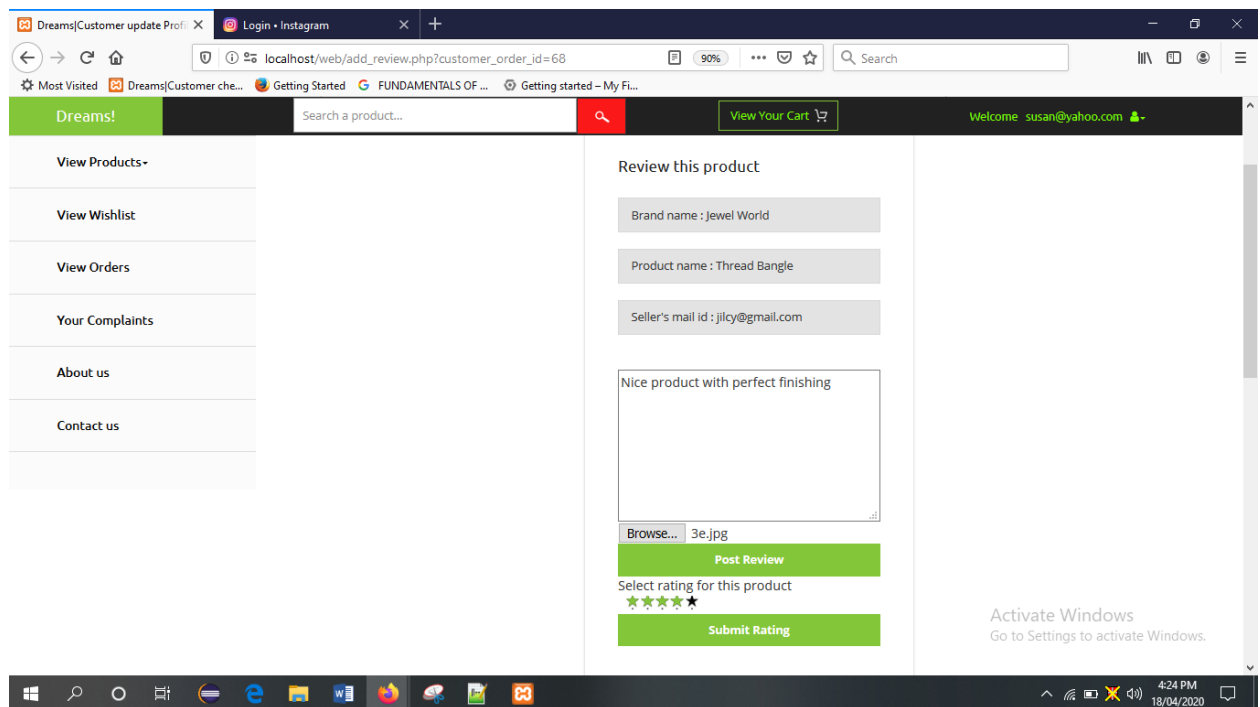 Dreams|Customer update Profi
Login • Instagram
localhost/web/add_review.php?customer_order_id=68
90%
Search
Most Visited
Dreams|Customer che...
Getting Started
FUNDAMENTALS OF ...
Getting started – My Fi...
Dreams!
Search a product...
View Your Cart
Welcome susan@yahoo.com
View Products
View Wishlist
View Orders
Your Complaints
About us
Contact us
Review this product
Brand name : Jewel World
Product name : Thread Bangle
Seller's mail id : jilcy@gmail.com
Nice product with perfect finishing
Browse... 3e.jpg
Post Review
Select rating for this product
Submit Rating
Activate Windows
Go to Settings to activate Windows.
4:24 PM
18/04/2020